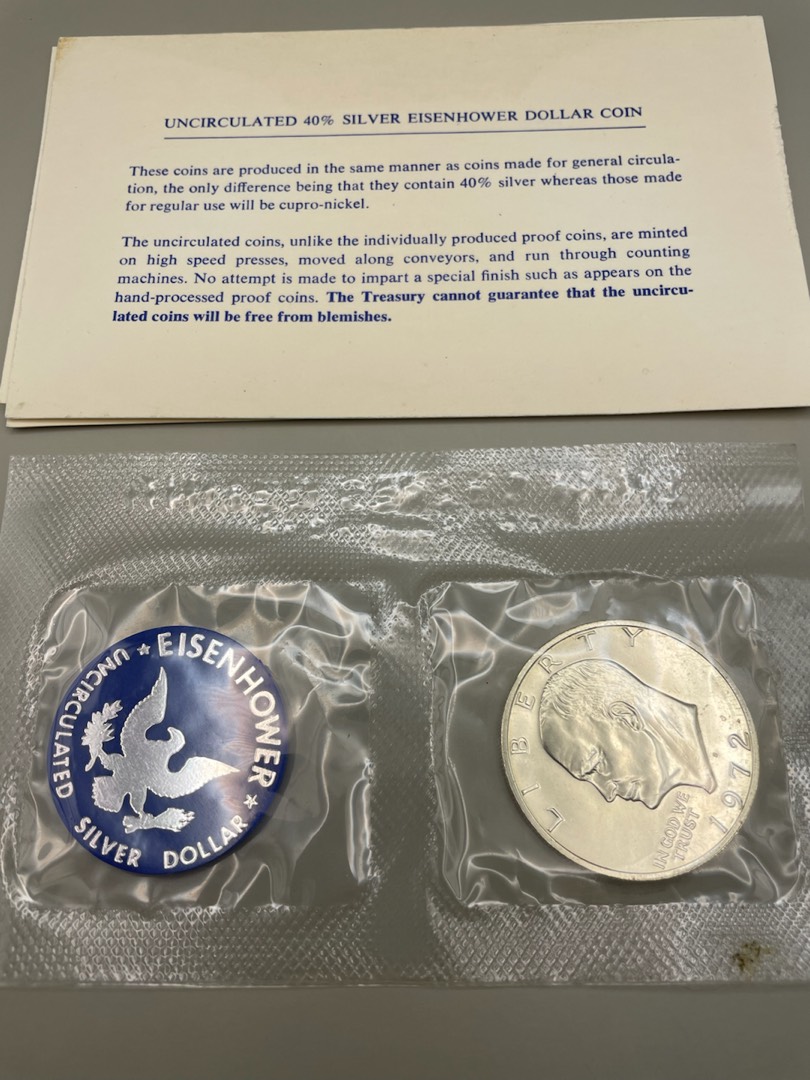 UNCIRCULATED 40% SILVER EISENHOWER DOLLAR COIN
These coins are produced in the same manner as coins made for general circula-
tion, the only difference being that they contain 40% silver whereas those made
for regular use will be cupro-nickel.
The uncirculated coins, unlike the individually produced proof coins, are minted
on high speed presses, moved along conveyors, and run through counting
machines. No attempt is made to impart a special finish such as appears on the
hand-processed proof coins. The Treasury cannot guarantee that the uncircu-
lated coins will be free from blemishes.
EISENHOWER
UNCIRCULATED SILVER DOLLAR
LIBERTY
IN GOD WE
TRUST
1972